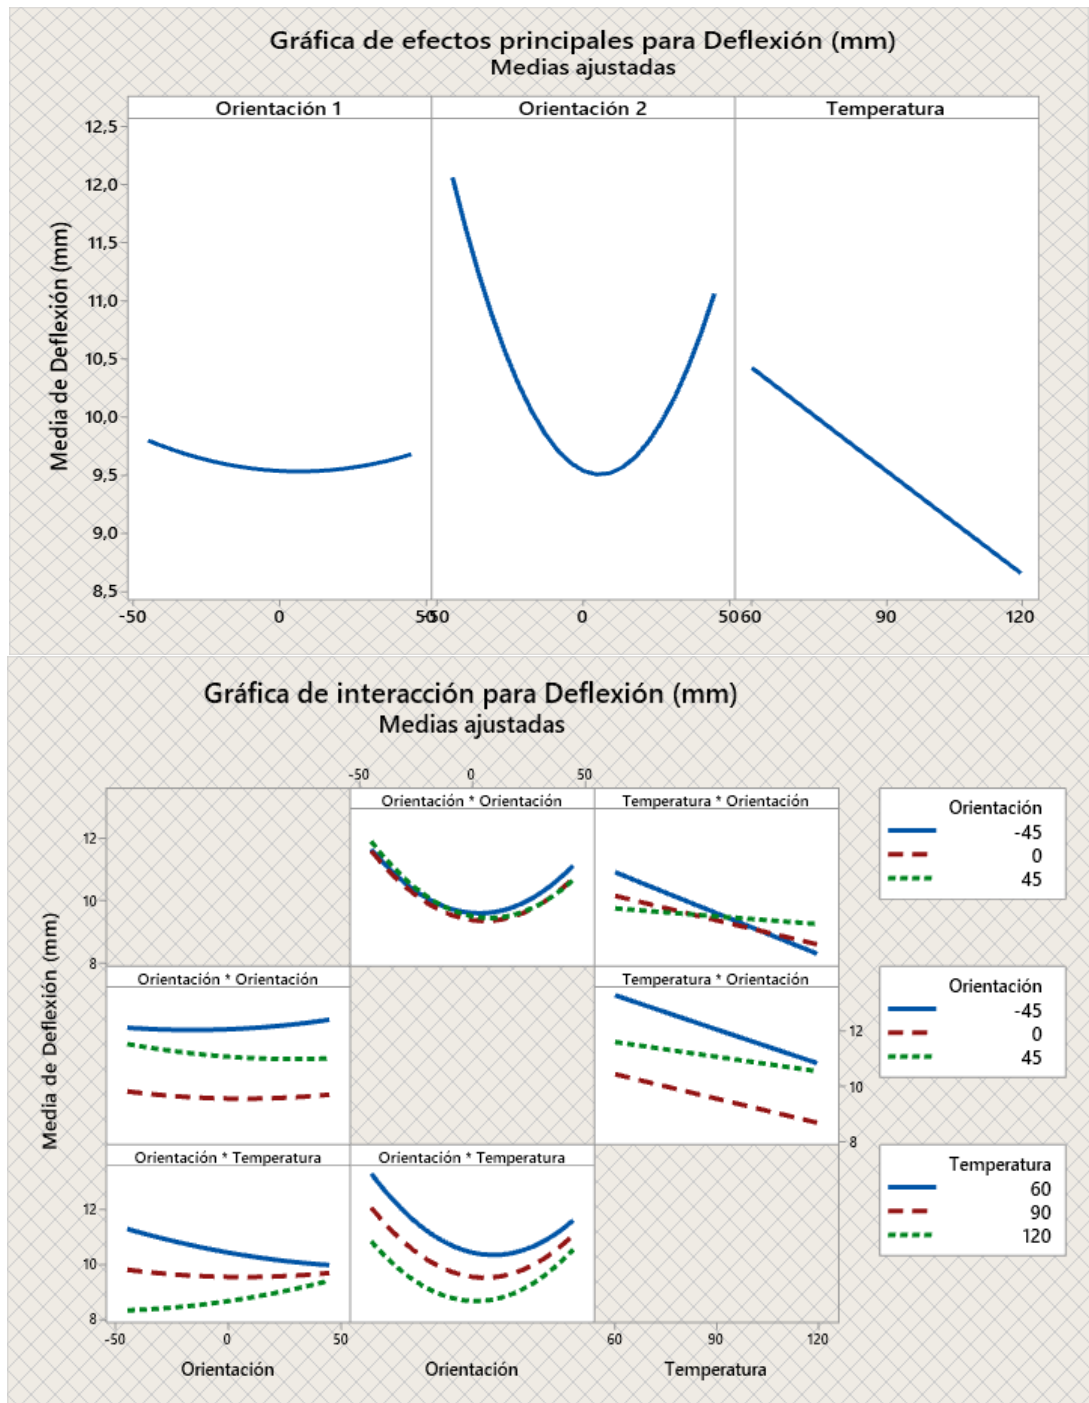 Gráfica de efectos principales para Deflexión (mm)
Medias ajustadas
Orientación 1 Orientación 2 Temperatura
Media de Deflexión (mm)
12,5
12,0
11,5
11,0
10,5
10,0
9,5
9,0
8,5
-50 0 50 -50 0 50 60 90 120
Gráfica de interacción para Deflexión (mm)
Medias ajustadas
-50 0 50
Orientación * Orientación Temperatura * Orientación
Orientación
-45
0
45
12
10
8
Media de Deflexión (mm)
Orientación * Orientación Temperatura * Orientación
Orientación
-45
0
45
12
10
8
Orientación * Temperatura Orientación * Temperatura
Temperatura
60
90
120
12
10
8
-50 0 50 60 90 120
Orientación Orientación Temperatura